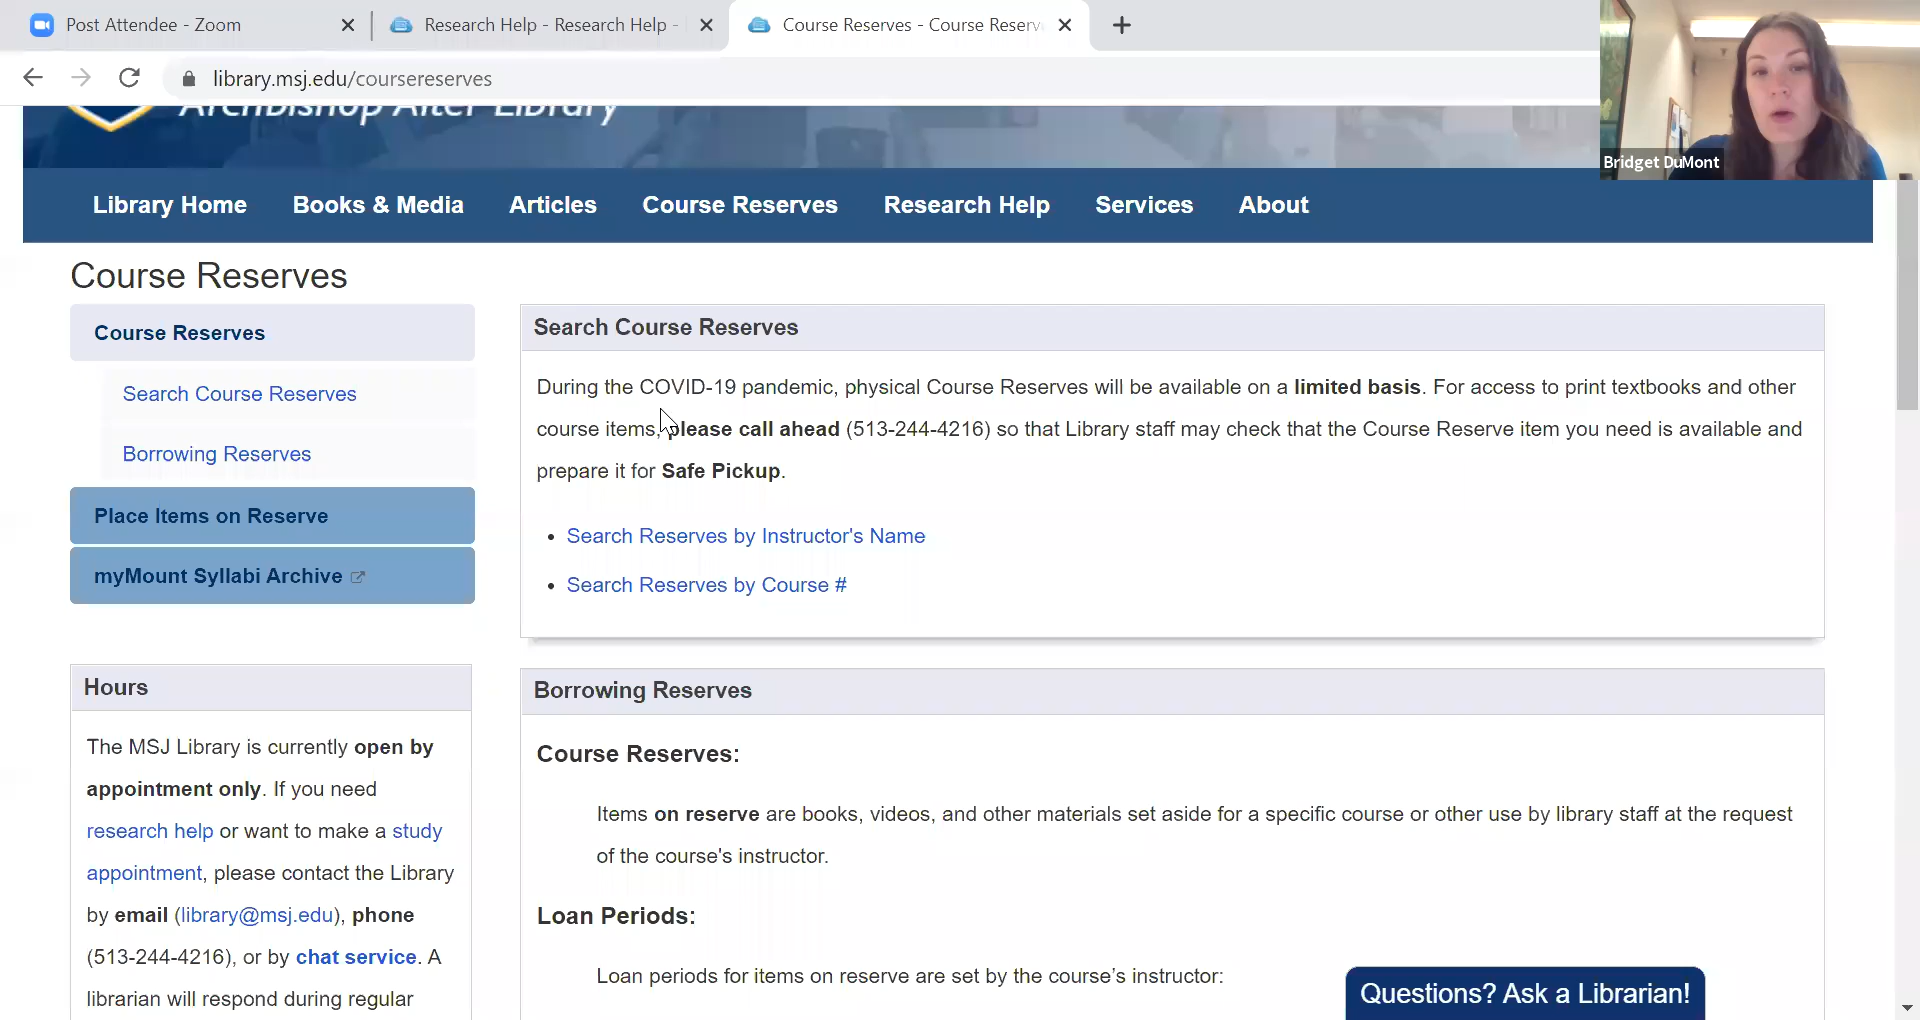 Post Attendee - Zoom
Research Help - Research Help -
Course Reserves - Course Reserv
library.msj.edu/coursereserves
Archbishop Alter Library
Bridget DuMont
Library Home Books & Media Articles Course Reserves Research Help Services About
Course Reserves
Course Reserves
Search Course Reserves
Borrowing Reserves
Place Items on Reserve
myMount Syllabi Archive
Hours
The MSJ Library is currently open by
appointment only. If you need
research help or want to make a study
appointment, please contact the Library
by email (library@msj.edu), phone
(513-244-4216), or by chat service. A
librarian will respond during regular
Search Course Reserves
During the COVID-19 pandemic, physical Course Reserves will be available on a limited basis. For access to print textbooks and other
course items, please call ahead (513-244-4216) so that Library staff may check that the Course Reserve item you need is available and
prepare it for Safe Pickup.
• Search Reserves by Instructor's Name
• Search Reserves by Course #
Borrowing Reserves
Course Reserves:
Items on reserve are books, videos, and other materials set aside for a specific course or other use by library staff at the request
of the course's instructor.
Loan Periods:
Loan periods for items on reserve are set by the course’s instructor:
Questions? Ask a Librarian!